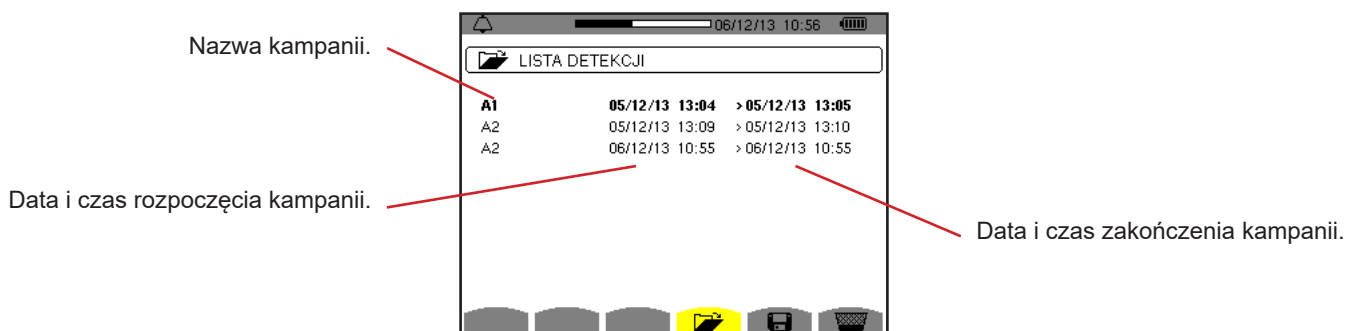 06/12/13 10:56
Nazwa kampanii.
LISTA DETEKCJI
A1 05/12/13 13:04 > 05/12/13 13:05
A2 05/12/13 13:09 > 05/12/13 13:10
A2 06/12/13 10:55 > 06/12/13 10:55
Data i czas rozpoczęcia kampanii.
Data i czas zakończenia kampanii.